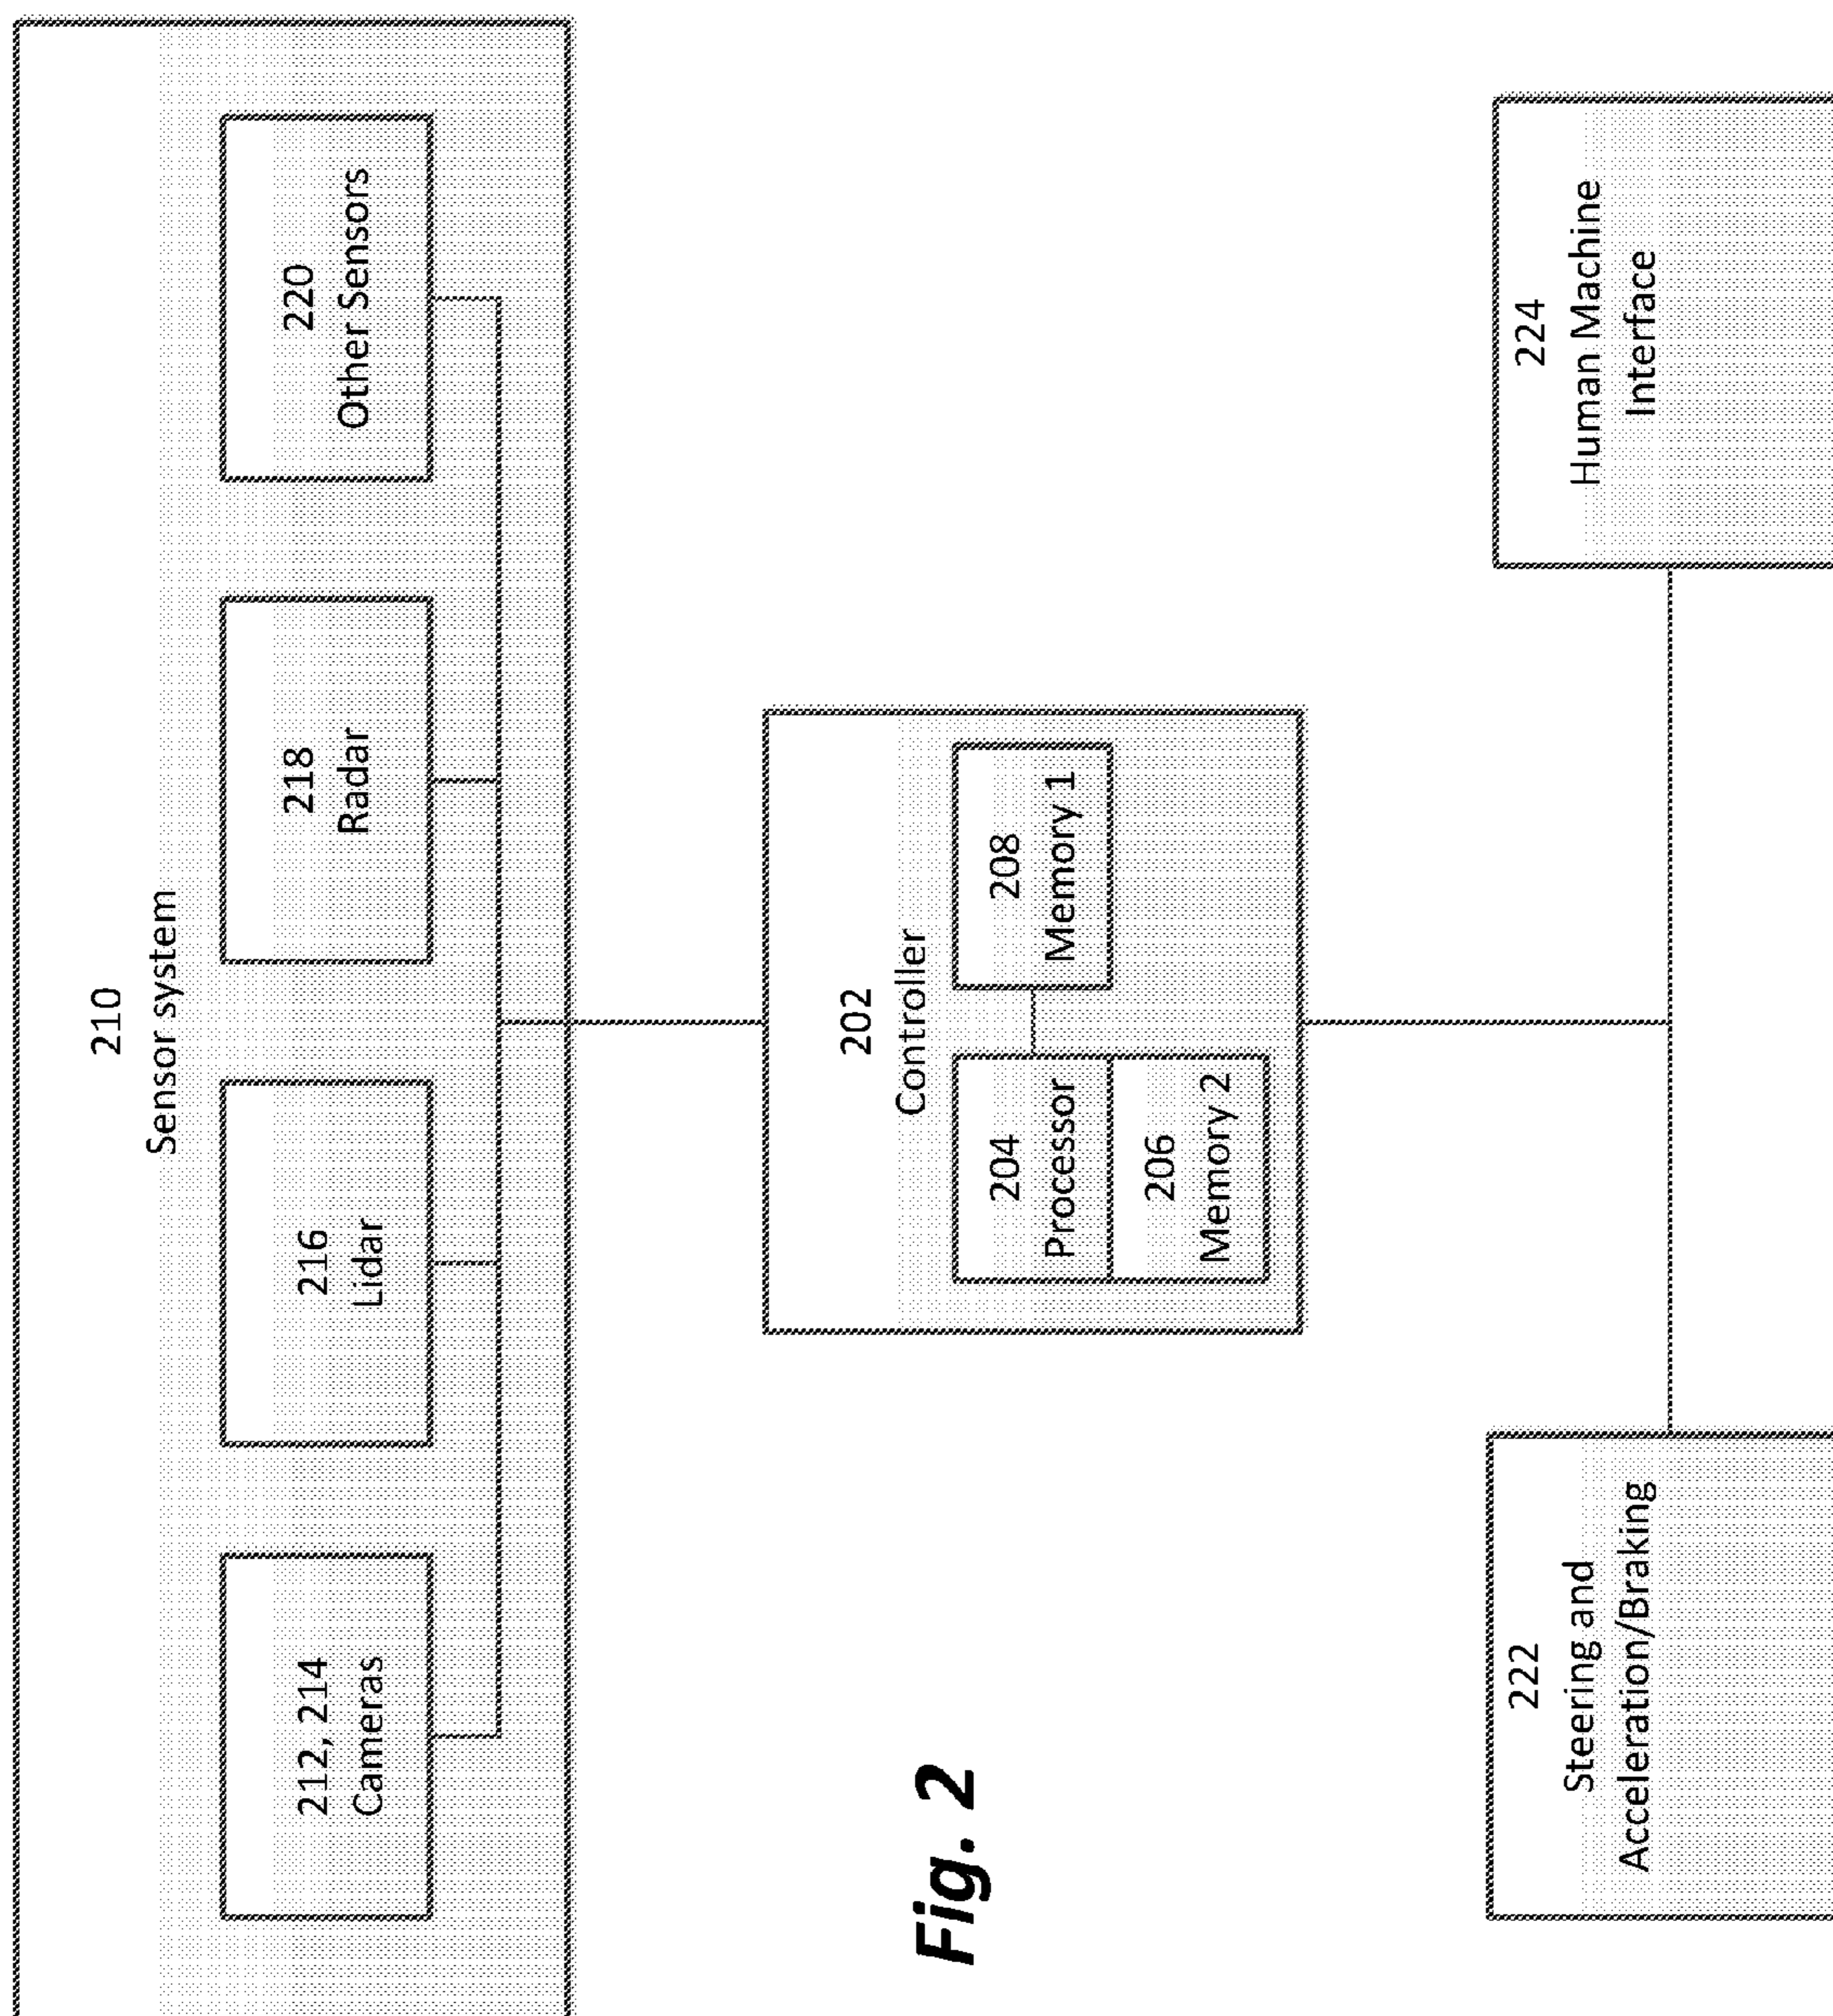 210
Sensor system
212, 214
Cameras
216
Lidar
218
Radar
220
Other Sensors
202
Controller
204
Processor
206
Memory 2
208
Memory 1
Fig. 2
222
Steering and
Acceleration/Braking
224
Human Machine
Interface